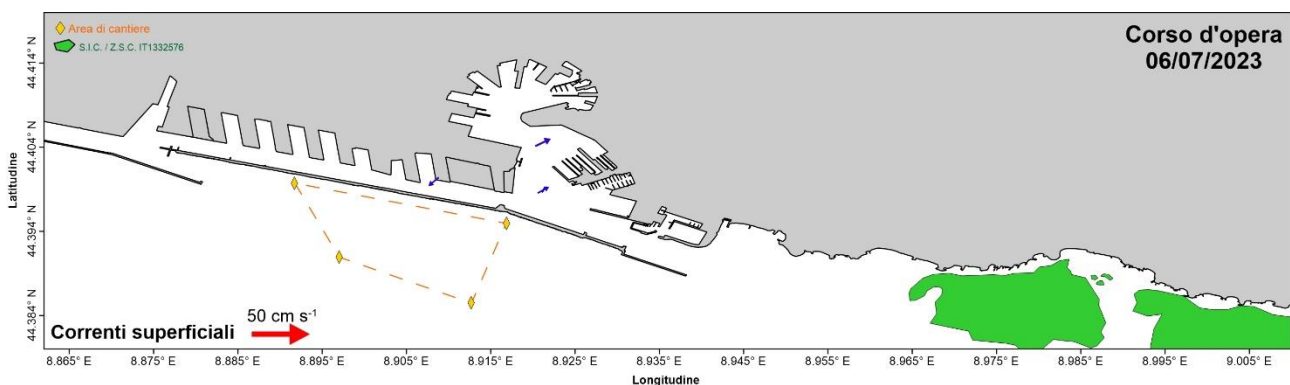 Area di cantiere
S.I.C. / Z.S.C. IT1332576
Corso d'opera
06/07/2023
44.414° N
44.404° N
44.394° N
44.384° N
Latitudine
Correnti superficiali
50 cm s⁻¹
8.865° E 8.875° E 8.885° E 8.895° E 8.905° E 8.915° E 8.925° E 8.935° E 8.945° E 8.955° E 8.965° E 8.975° E 8.985° E 8.995° E 9.005° E
Longitudine